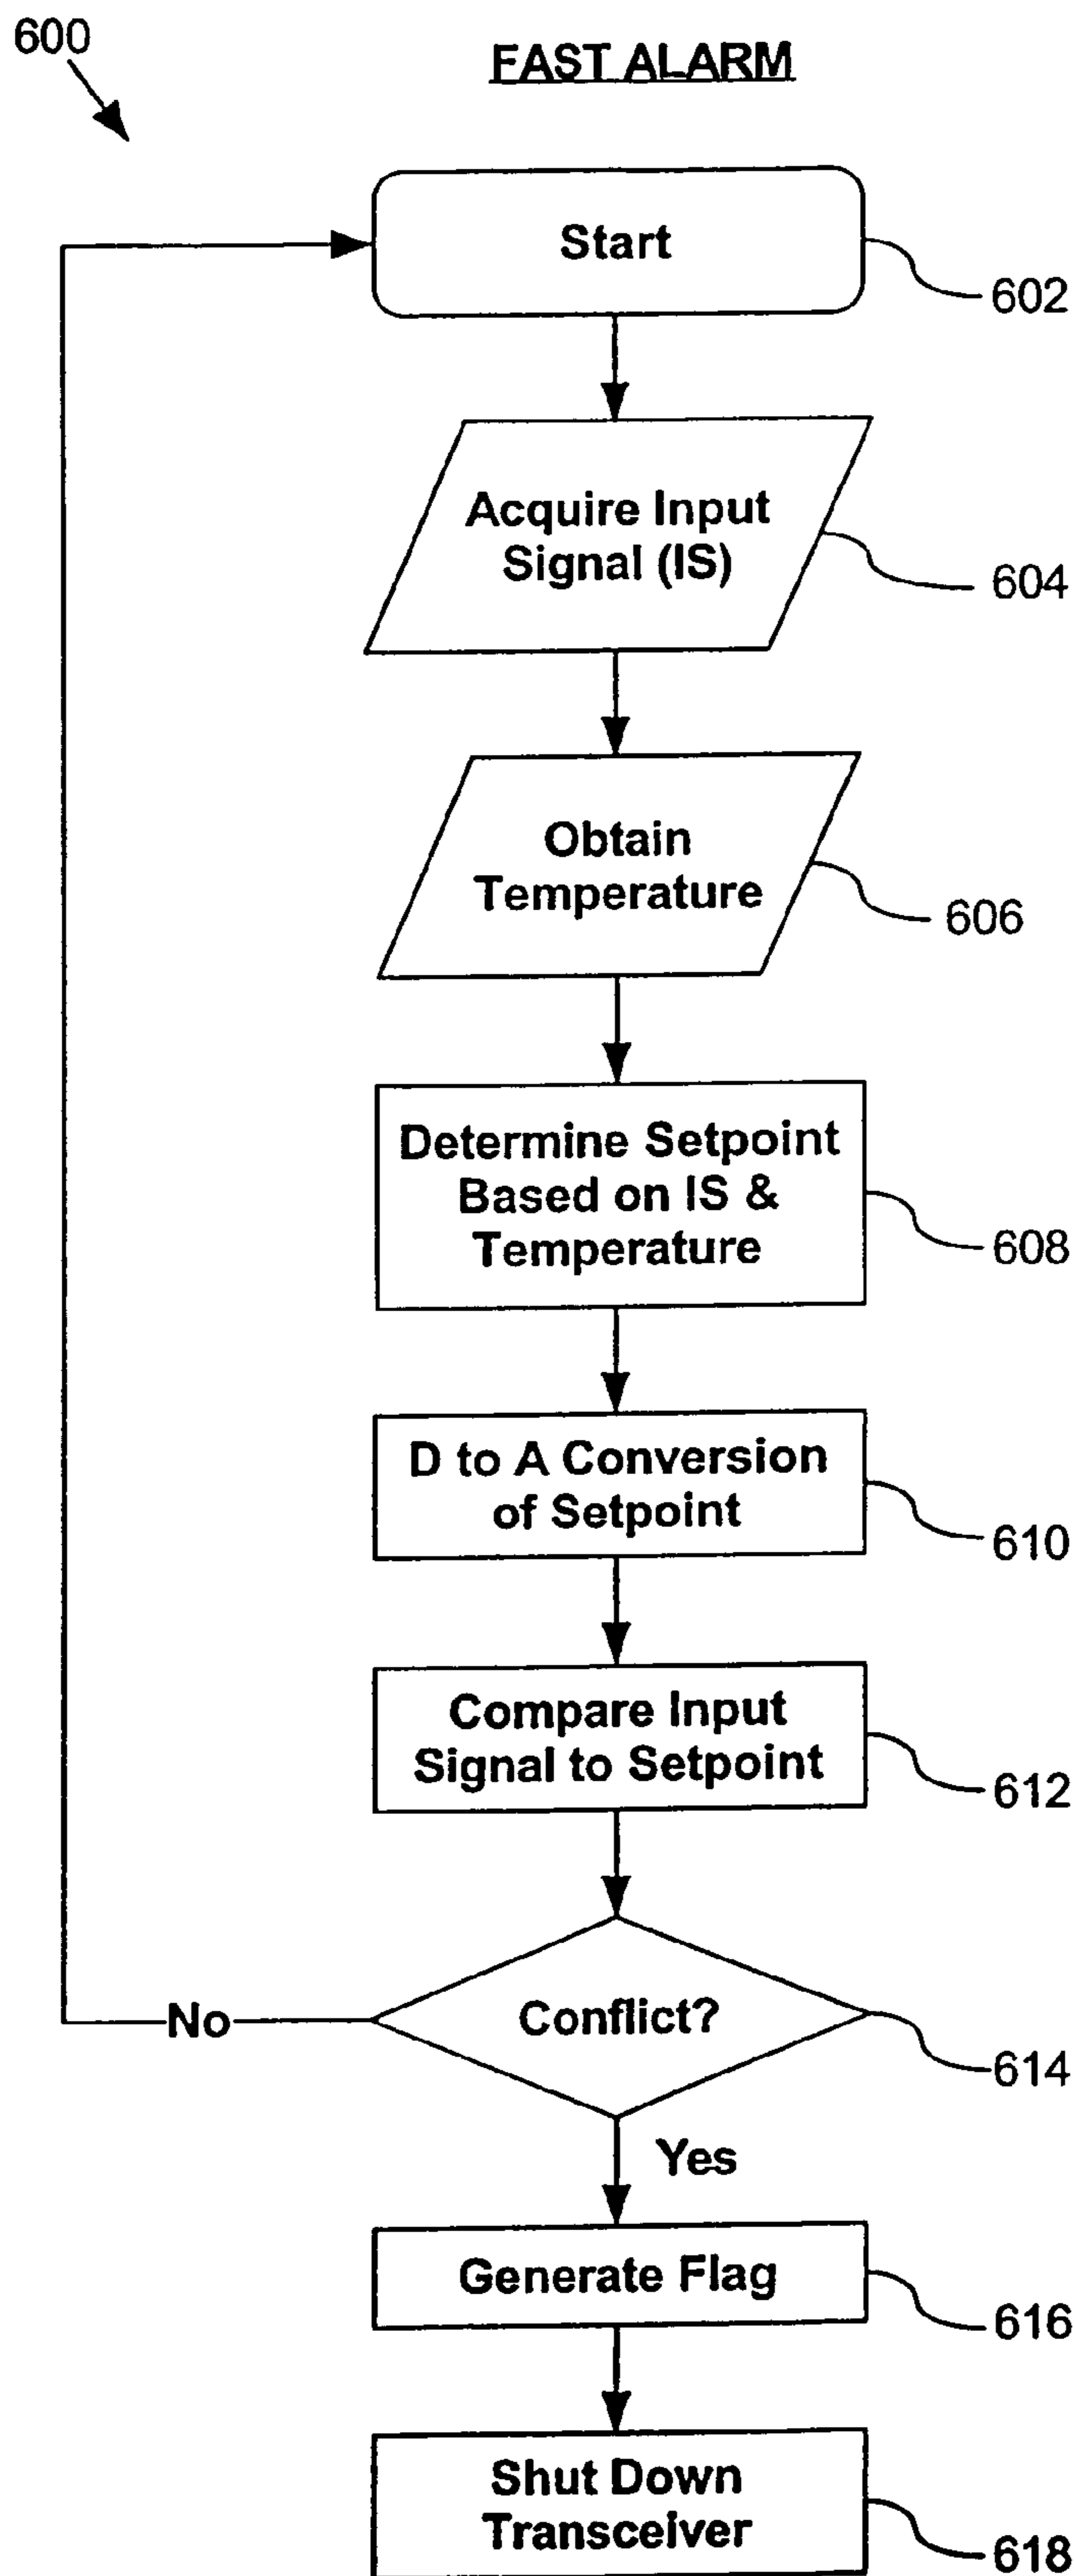 600
FAST ALARM
Start
602
Acquire Input
Signal (IS)
604
Obtain
Temperature
606
Determine Setpoint
Based on IS &
Temperature
608
D to A Conversion
of Setpoint
610
Compare Input
Signal to Setpoint
612
Conflict?
614
No
Yes
Generate Flag
616
Shut Down
Transceiver
618